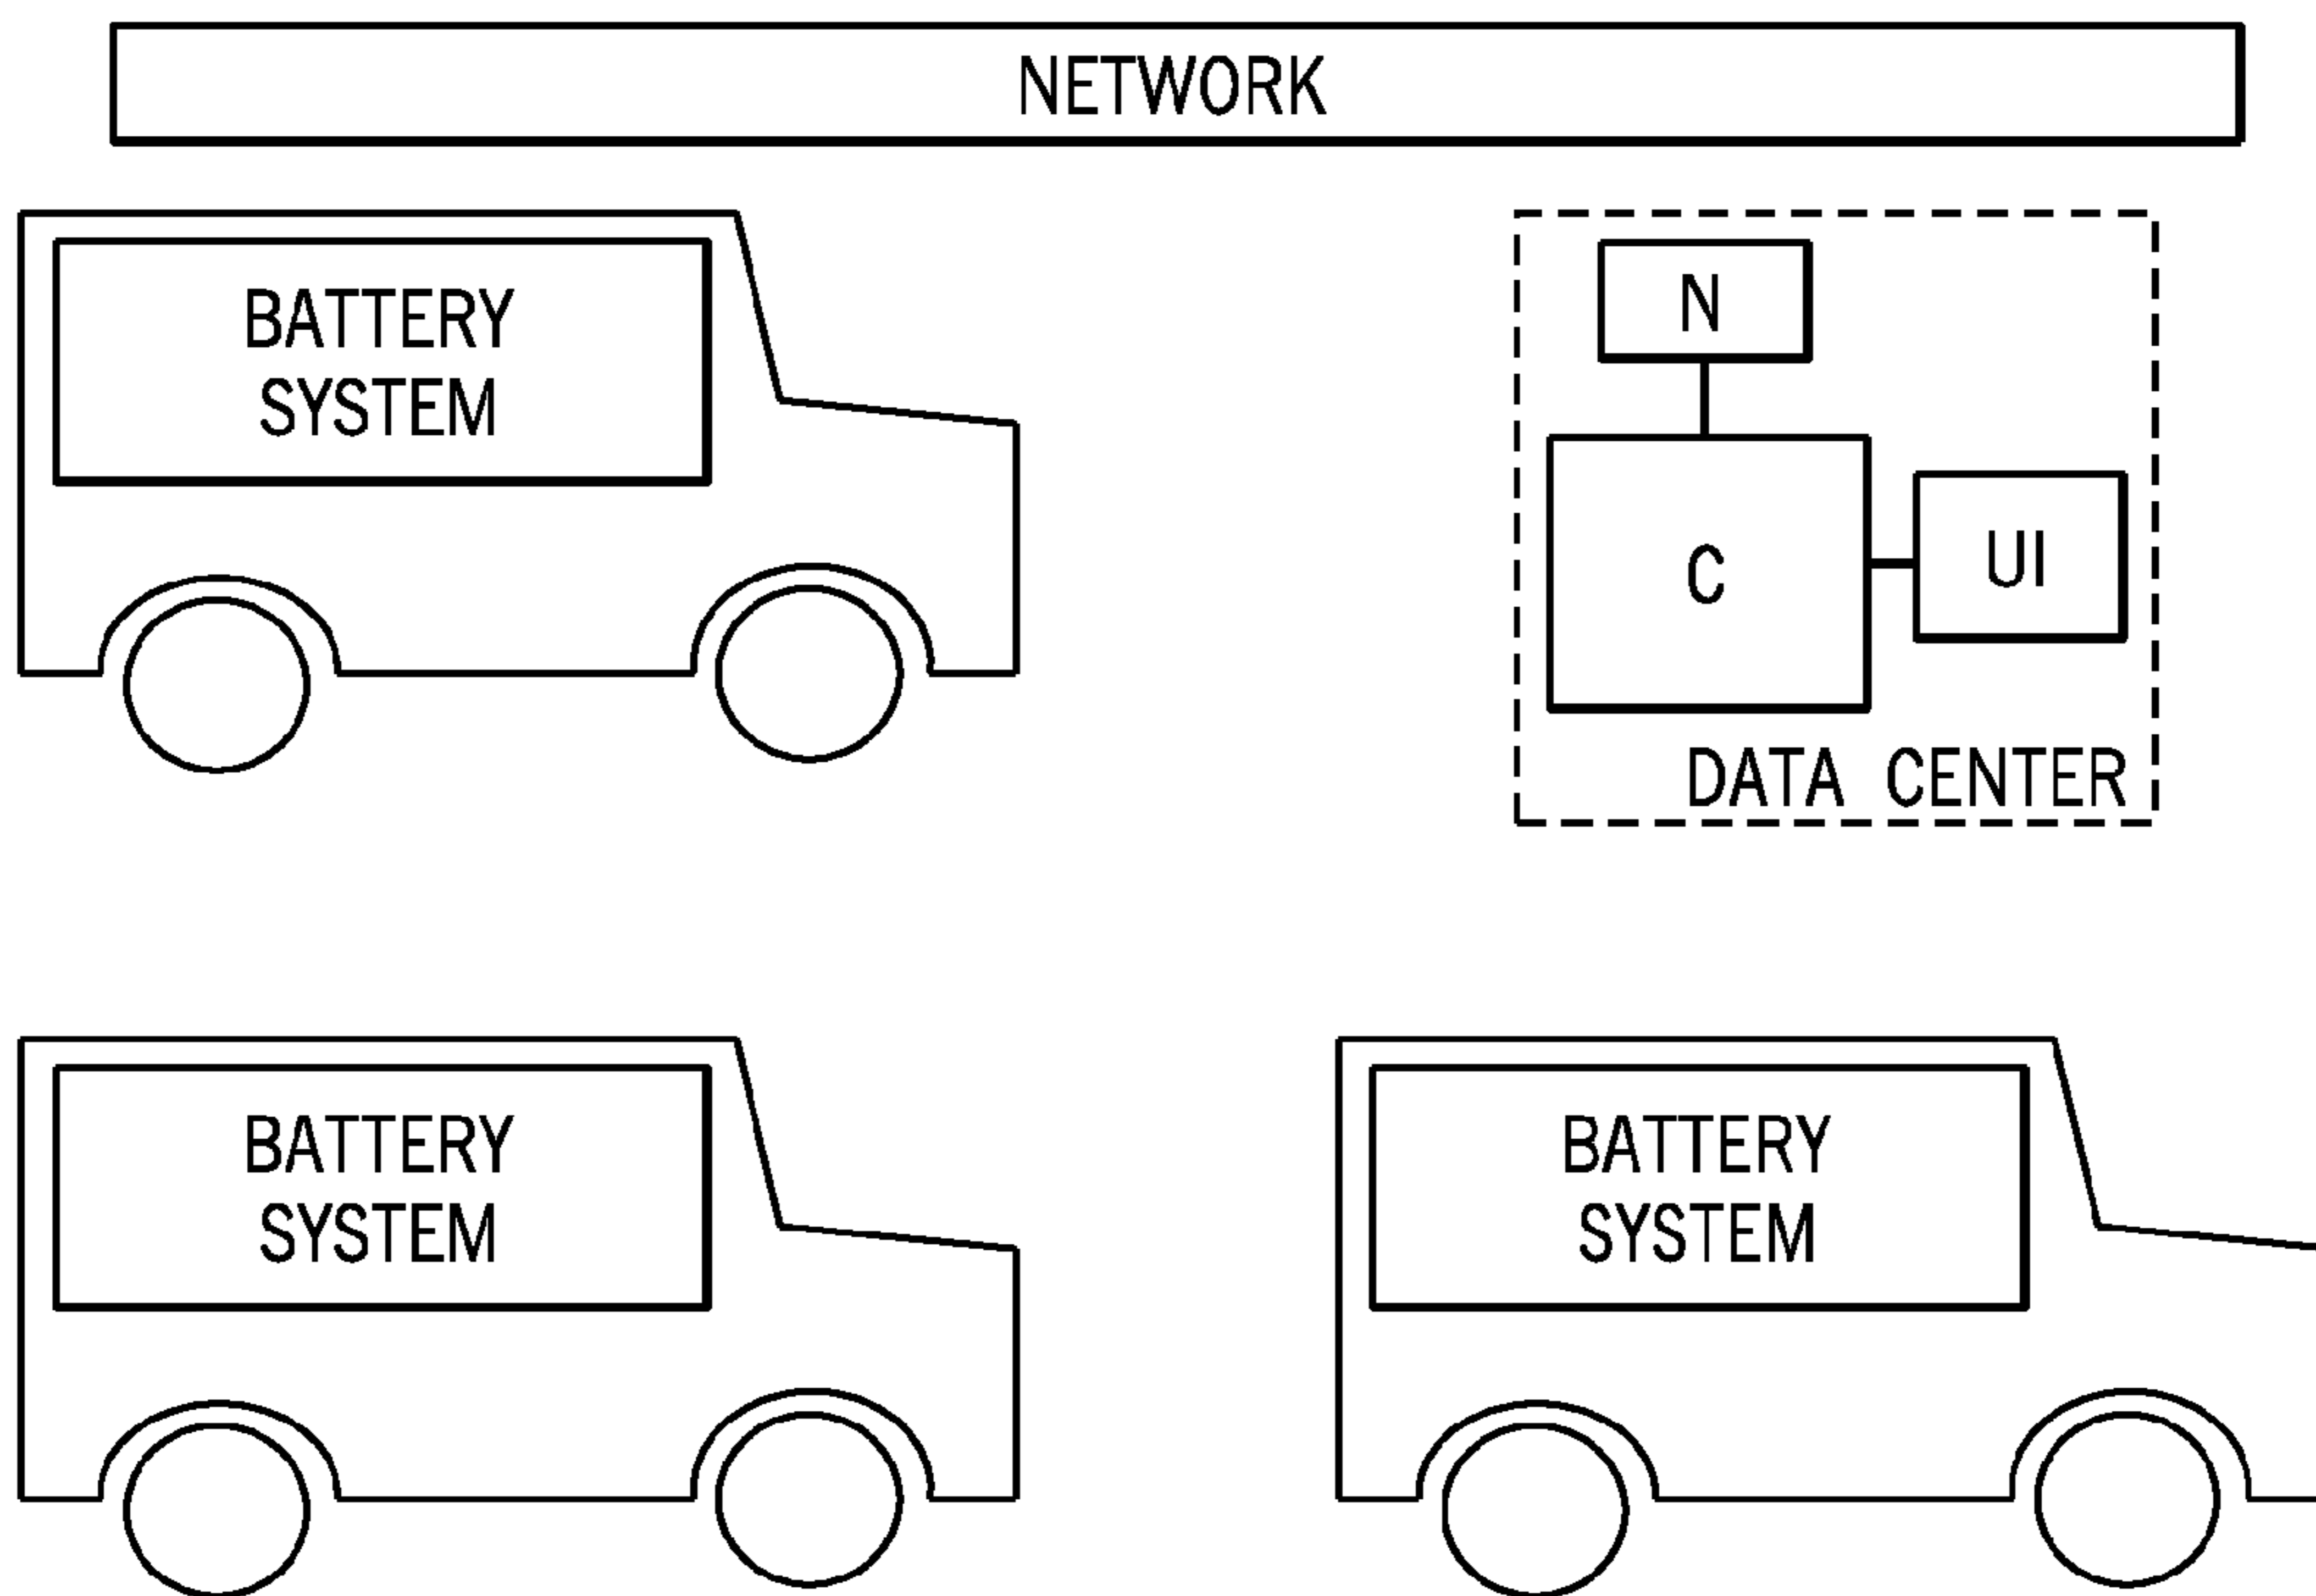 NETWORK
BATTERY
SYSTEM
N
C
UI
DATA CENTER
BATTERY
SYSTEM
BATTERY
SYSTEM